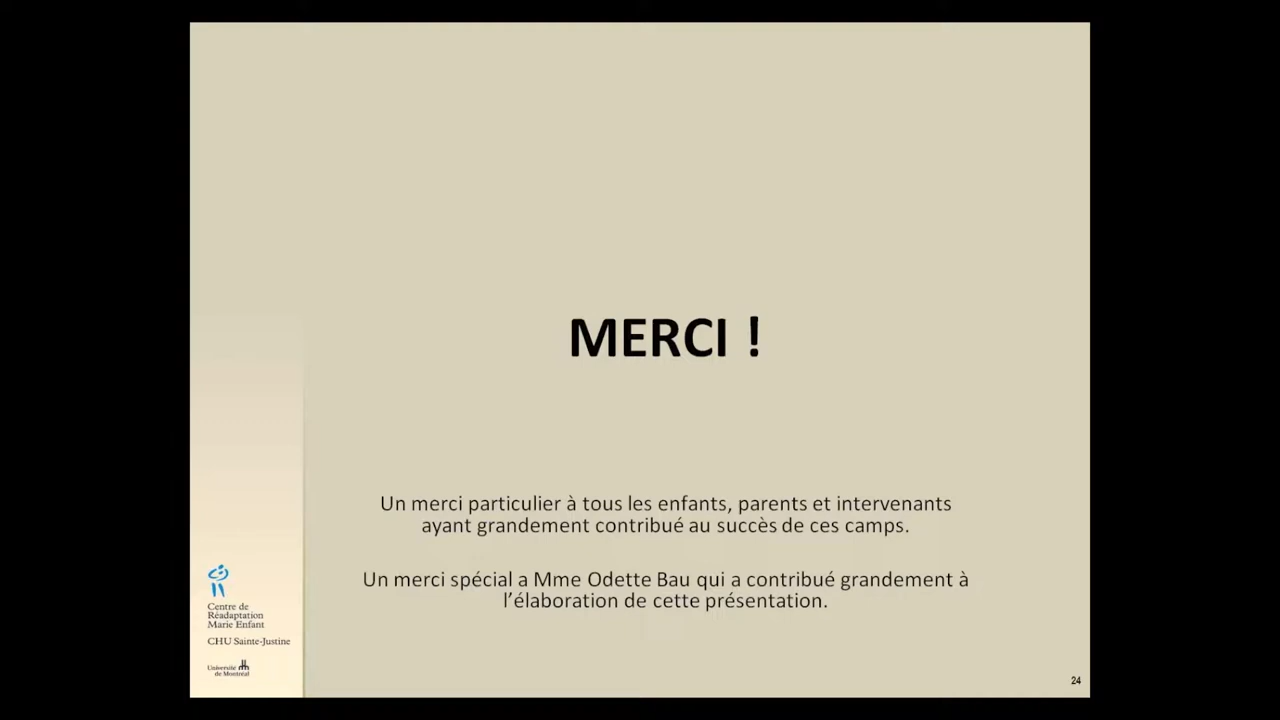 MERCI !
Un merci particulier à tous les enfants, parents et intervenants
ayant grandement contribué au succès de ces camps.
Un merci spécial a Mme Odette Bau qui a contribué grandement à
l’élaboration de cette présentation.
Centre de
Réadaptation
Marie Enfant
CHU Sainte-Justine
Université
de Montréal
24